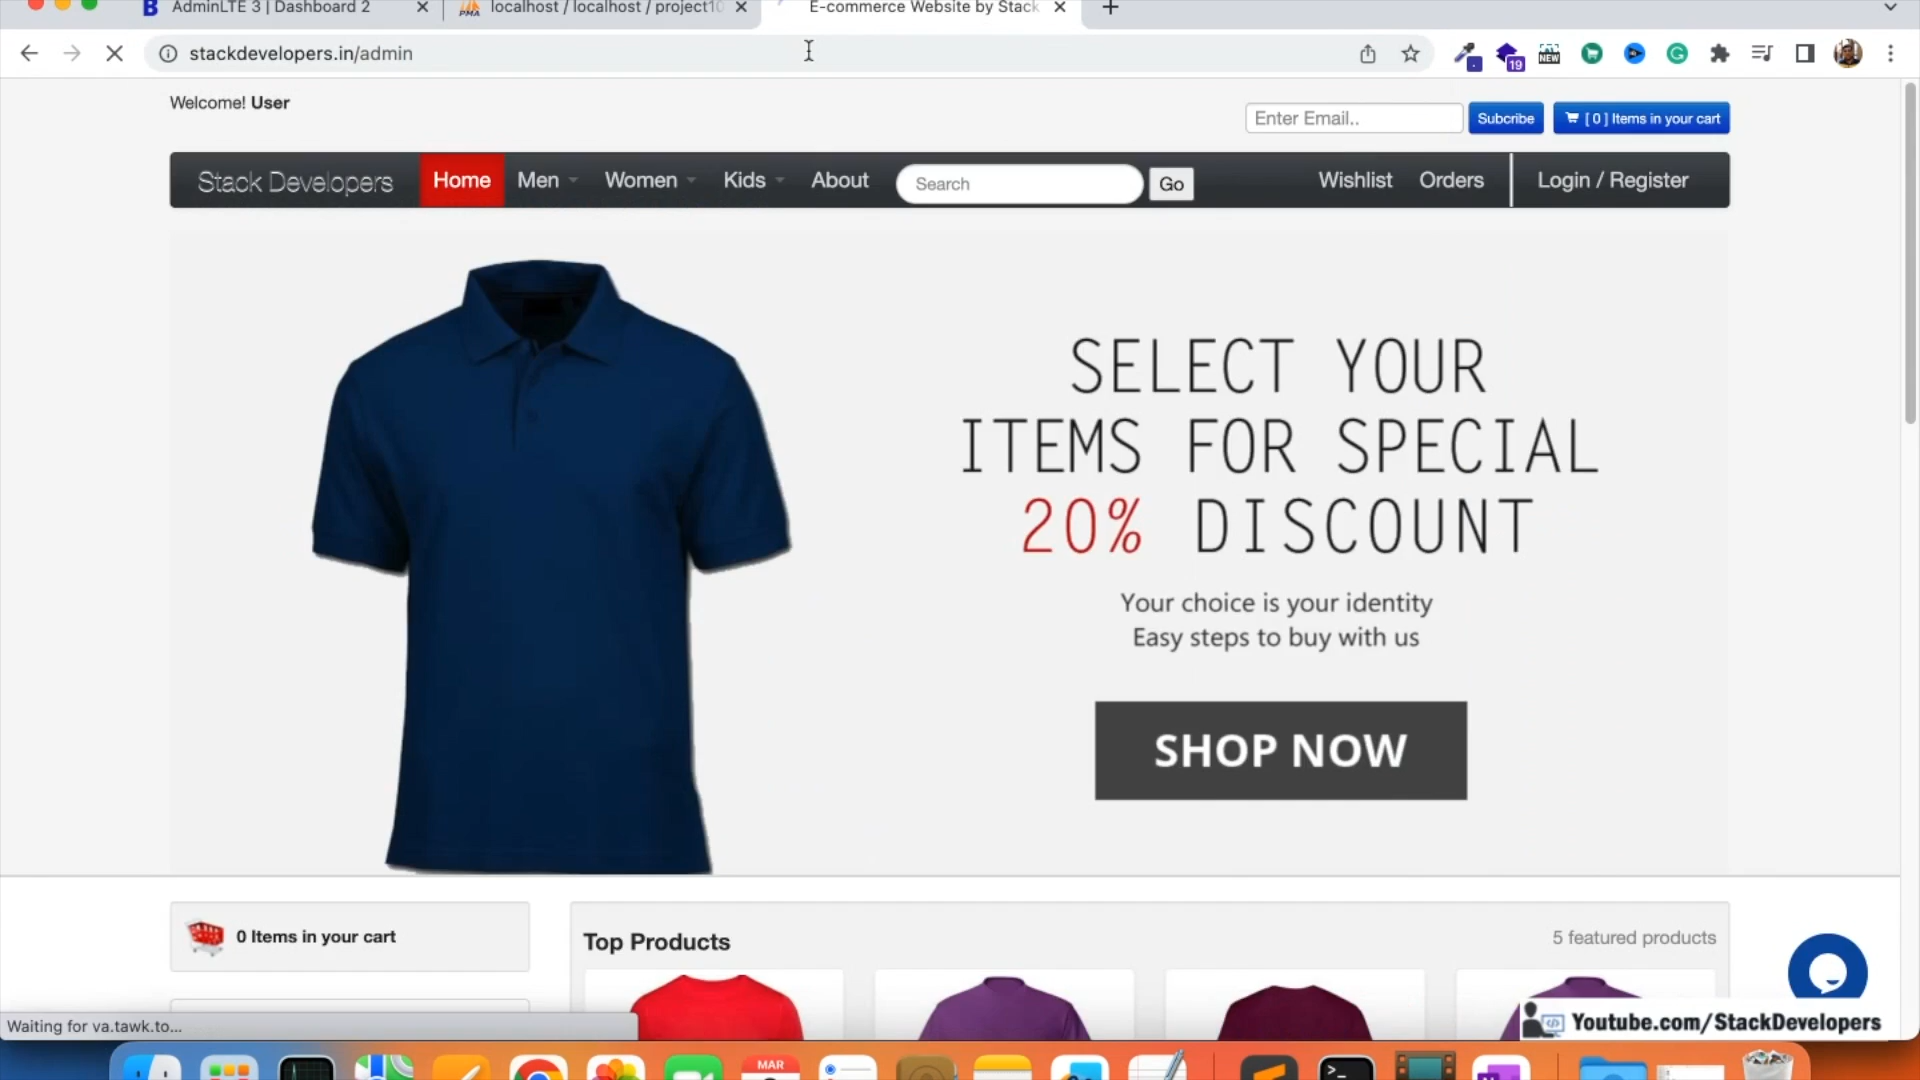 AdminLTE 3 | Dashboard 2
localhost / localhost / project10
E-commerce Website by Stack
stackdevelopers.in/admin
NEW
19
Welcome! User
Enter Email..
Subcribe
[ 0 ] Items in your cart
Stack Developers
Home
Men
Women
Kids
About
Search
Go
Wishlist
Orders
Login / Register
SELECT YOUR
ITEMS FOR SPECIAL
20% DISCOUNT
Your choice is your identity
Easy steps to buy with us
SHOP NOW
0 Items in your cart
Top Products
5 featured products
Waiting for va.tawk.to...
Youtube.com/StackDevelopers
MAR